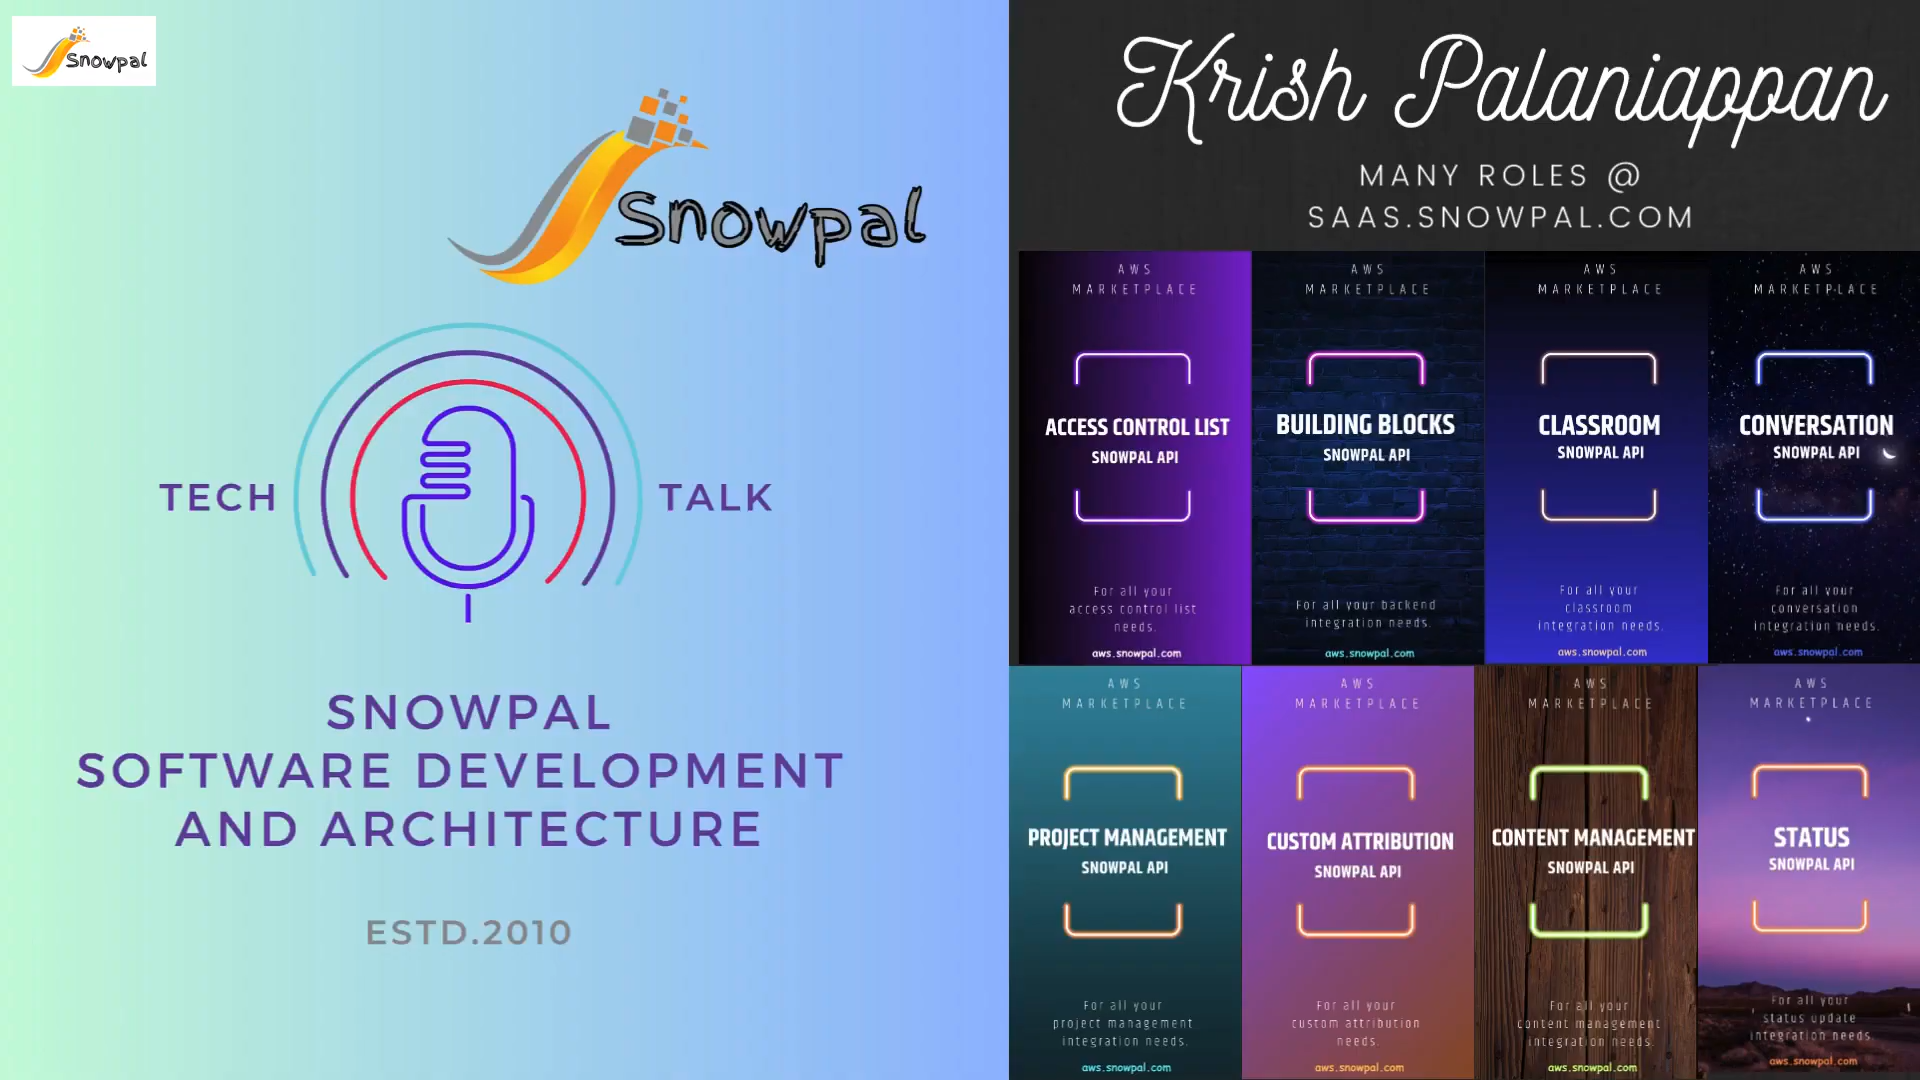 Snowpal
Snowpal
TECH
TALK
SNOWPAL
SOFTWARE DEVELOPMENT
AND ARCHITECTURE
ESTD.2010
Krish Palaniappan
MANY ROLES @
SAAS.SNOWPAL.COM
AWS
MARKETPLACE
ACCESS CONTROL LIST
SNOWPAL API
For all your
access control list
needs.
aws.snowpal.com
AWS
MARKETPLACE
BUILDING BLOCKS
SNOWPAL API
For all your backend
integration needs.
aws.snowpal.com
AWS
MARKETPLACE
CLASSROOM
SNOWPAL API
For all your
classroom
integration needs.
aws.snowpal.com
AWS
MARKETPLACE
CONVERSATION
SNOWPAL API
For all your
conversation
integration needs.
aws.snowpal.com
AWS
MARKETPLACE
PROJECT MANAGEMENT
SNOWPAL API
For all your
project management
integration needs.
aws.snowpal.com
AWS
MARKETPLACE
CUSTOM ATTRIBUTION
SNOWPAL API
For all your
custom attribution
needs.
aws.snowpal.com
AWS
MARKETPLACE
CONTENT MANAGEMENT
SNOWPAL API
For all your
content management
integration needs.
aws.snowpal.com
AWS
MARKETPLACE
STATUS
SNOWPAL API
For all your
status update
integration needs.
aws.snowpal.com